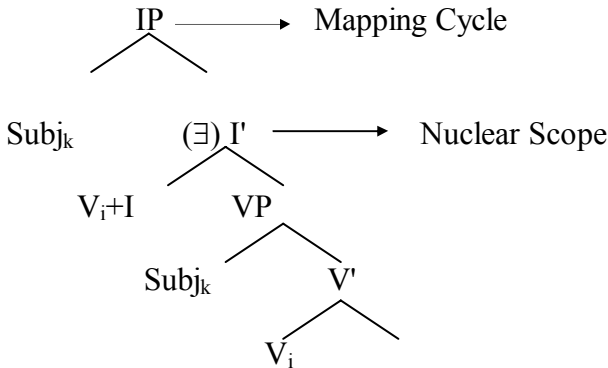 IP Mapping Cycle
Subjₖ (∃) I' Nuclear Scope
Vᵢ+I VP
Subjₖ V'
Vᵢ